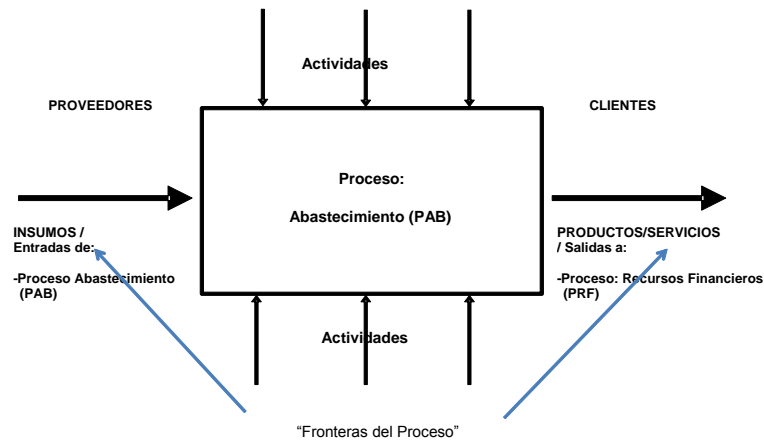 Actividades
PROVEEDORES
CLIENTES
Proceso:
Abastecimiento (PAB)
INSUMOS /
Entradas de:
-Proceso Abastecimiento
(PAB)
PRODUCTOS/SERVICIOS
/ Salidas a:
-Proceso: Recursos Financieros
(PRF)
Actividades
“Fronteras del Proceso”